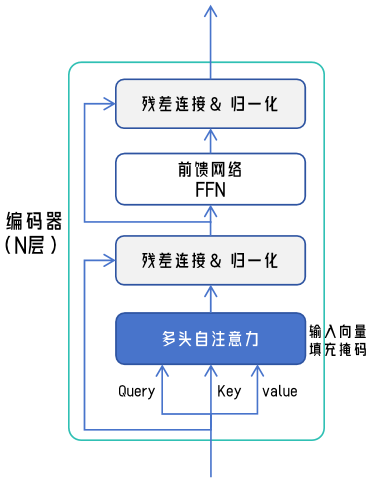 残差连接 & 归一化
前馈网络
FFN
编码器
(N层)
残差连接 & 归一化
多头自注意力
输入向量
填充掩码
Query
Key
value